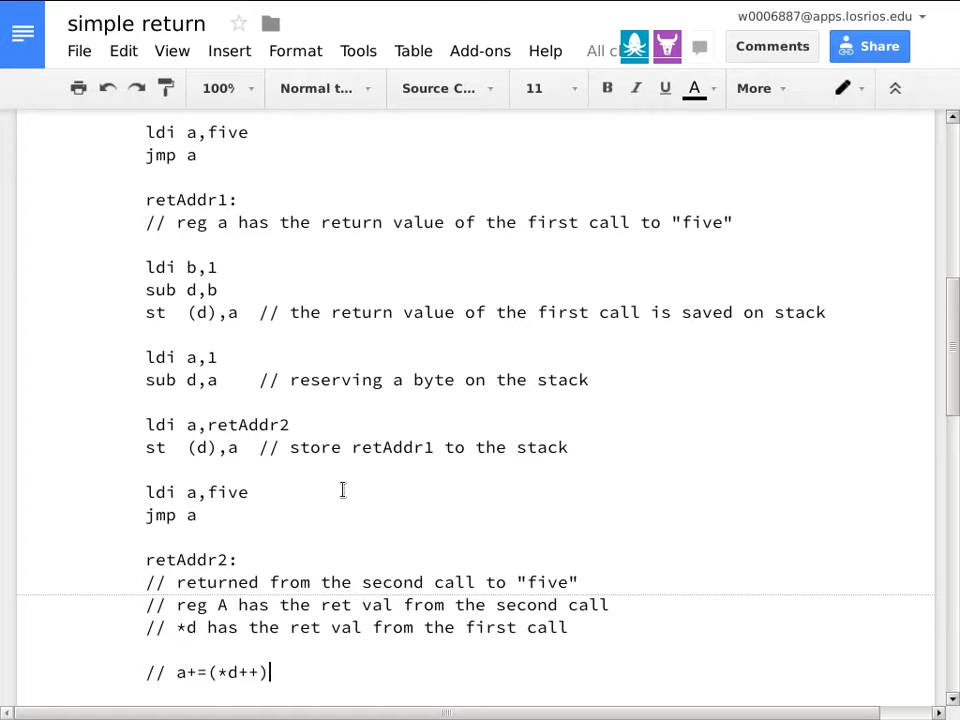 simple return
w0006887@apps.losrios.edu
File Edit View Insert Format Tools Table Add-ons Help All c
Comments
Share
100% Normal t... Source C... 11 B I U A More
ldi a,five
jmp a
retAddr1:
// reg a has the return value of the first call to "five"
ldi b,1
sub d,b
st (d),a // the return value of the first call is saved on stack
ldi a,1
sub d,a // reserving a byte on the stack
ldi a,retAddr2
st (d),a // store retAddr1 to the stack
ldi a,five
jmp a
retAddr2:
// returned from the second call to "five"
// reg A has the ret val from the second call
// *d has the ret val from the first call
// a+=(*d++)